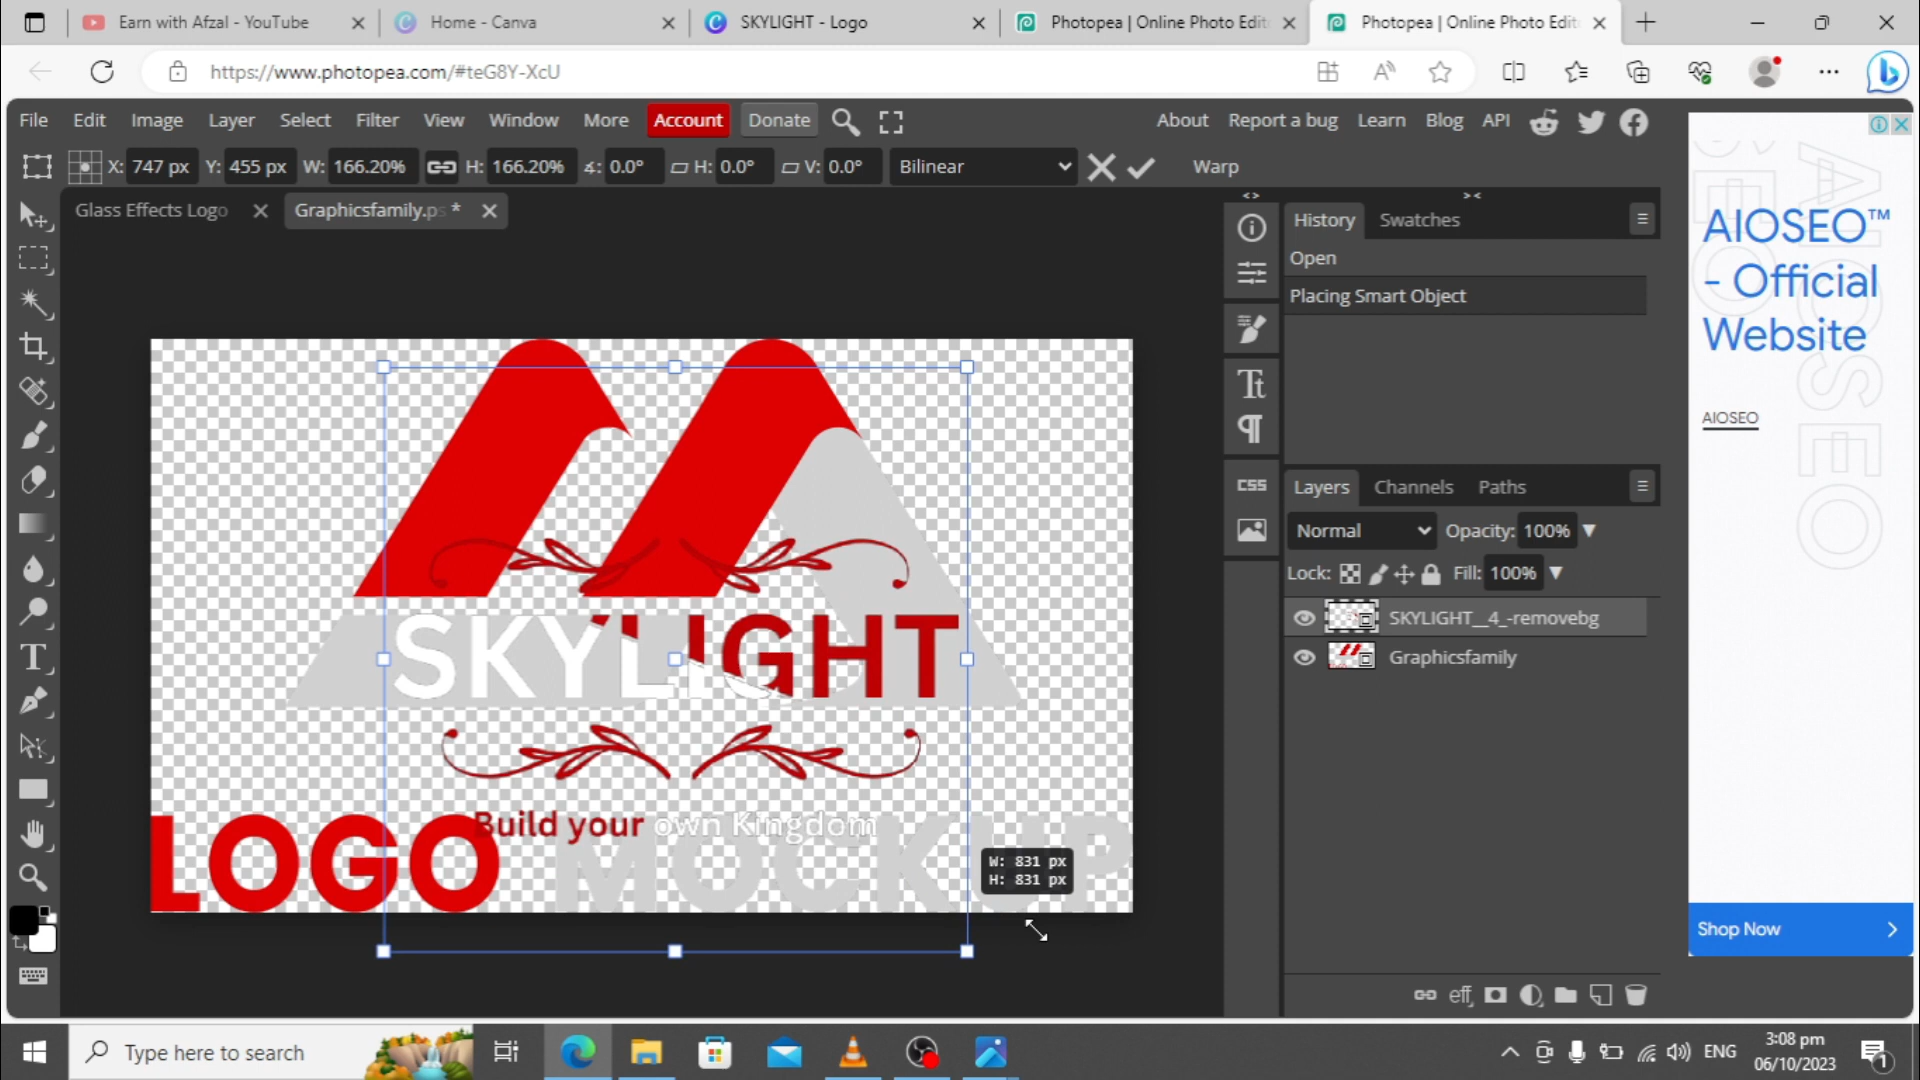 Earn with Afzal - YouTube
Home - Canva
SKYLIGHT - Logo
Photopea | Online Photo Edit
Photopea | Online Photo Edit
https://www.photopea.com/#teG8Y-XcU
File Edit Image Layer Select Filter View Window More Account Donate
About Report a bug Learn Blog API
X: 747 px Y: 455 px W: 166.20% H: 166.20% 0.0° H: 0.0° V: 0.0° Bilinear Warp
Glass Effects Logo
Graphicsfamily.ps *
History Swatches
Open
Placing Smart Object
Tt
CSS
Layers Channels Paths
Normal Opacity: 100%
Lock: Fill: 100%
SKYLIGHT__4_-removebg
Graphicsfamily
eff
SKYLIGHT
Build your own Kingdom
LOGO MOCKUP
W: 831 px
H: 831 px
AIOSEO™
- Official
Website
AIOSEO
Shop Now
Type here to search
ENG
3:08 pm
06/10/2023
1